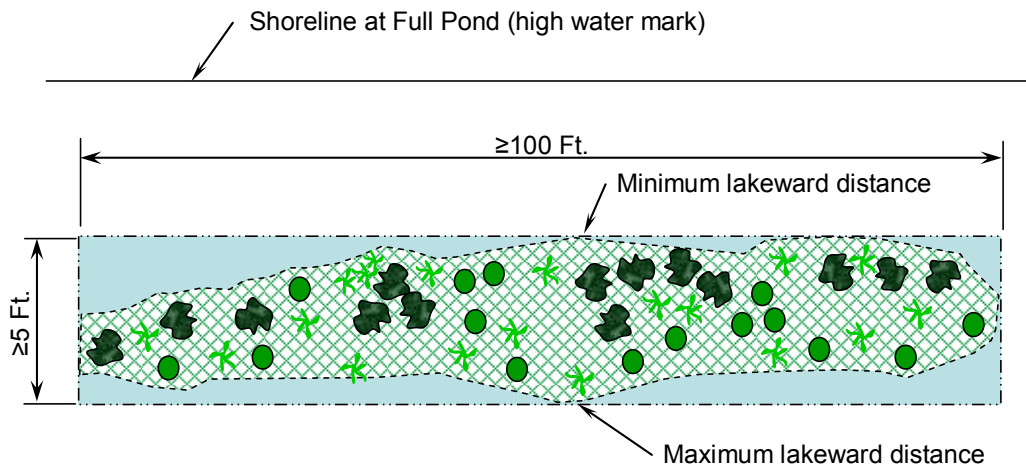 Shoreline at Full Pond (high water mark)
≥100 Ft.
Minimum lakeward distance
≥5 Ft.
Maximum lakeward distance